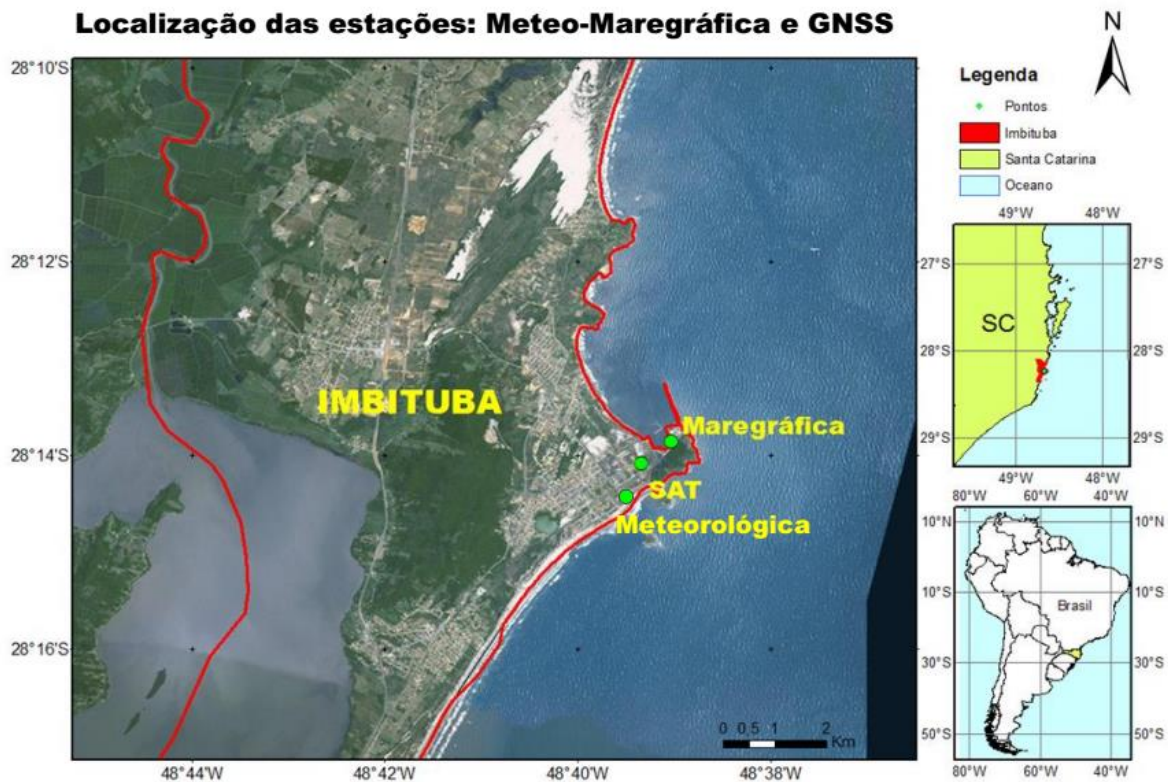 Localização das estações: Meteo-Maregráfica e GNSS
N
28°10'S
28°12'S
28°14'S
28°16'S
IMBITUBA
Maregráfica
SAT
Meteorológica
0 0,5 1 2
Km
48°44'W 48°42'W 48°40'W 48°38'W
Legenda
Pontos
Imbituba
Santa Catarina
Oceano
49°W 48°W
27°S 27°S
SC
28°S 28°S
29°S 29°S
49°W 48°W
80°W 60°W 40°W
10°N 10°N
Brasil
10°S 10°S
30°S 30°S
50°S 50°S
80°W 60°W 40°W